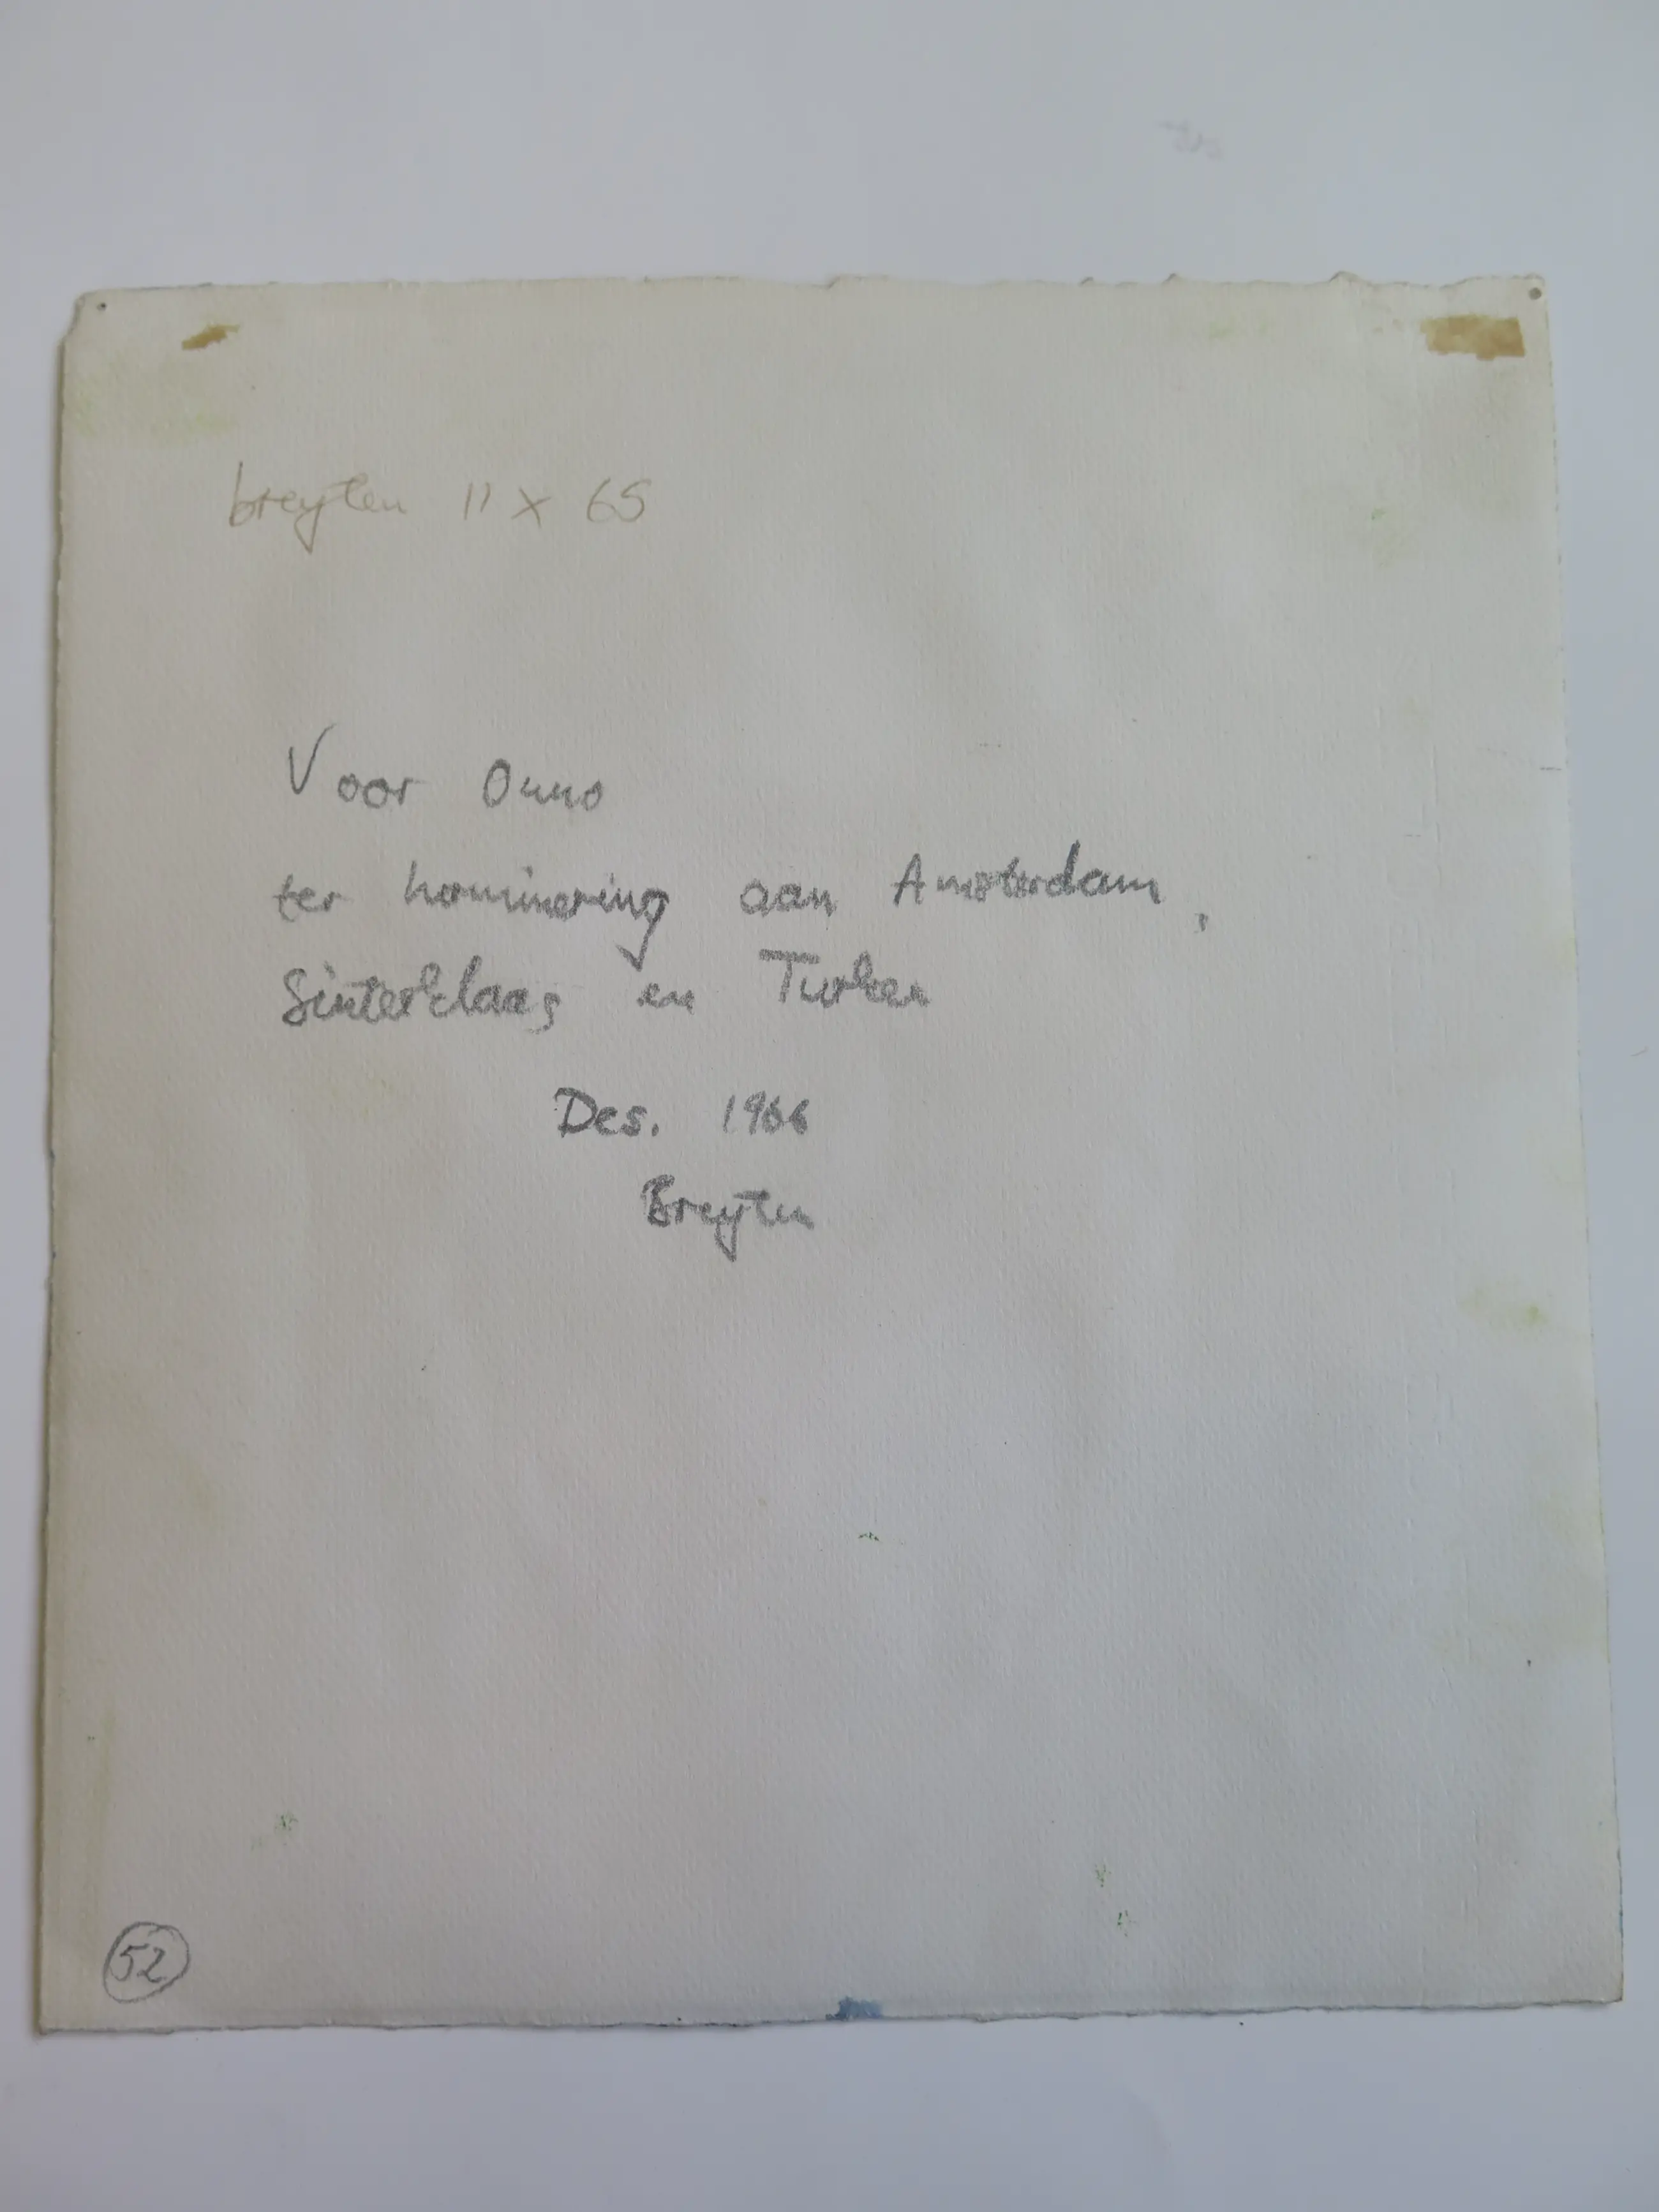 breyten 11 X 65
Voor Onno
ter herinnering aan Amsterdam,
Sinterklaas en Turken
Des. 1966
Breyten
52